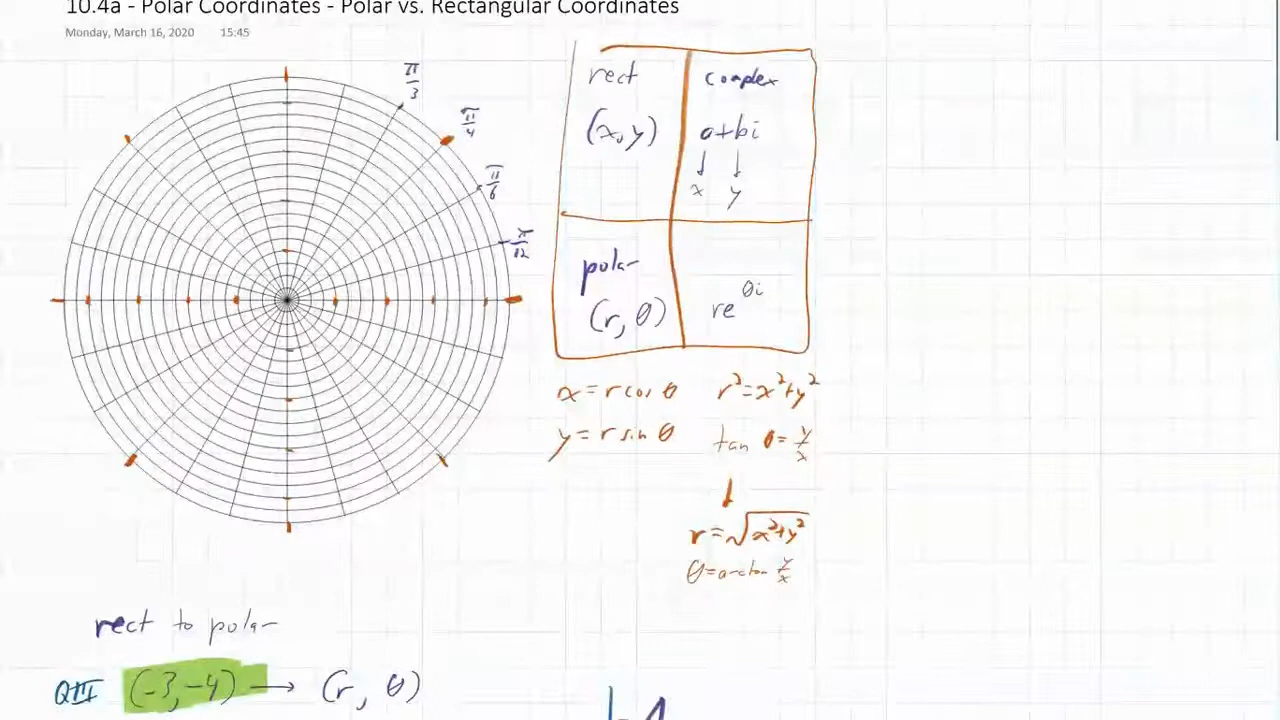 10.4a - Polar Coordinates - Polar vs. Rectangular Coordinates
Monday, March 16, 2020 15:45
π/3
π/4
π/6
π/12
rect
(x, y)
complex
a+bi
↓ ↓
x y
polar
(r, θ)
re^θi
x = r cos θ r² = x² + y²
y = r sin θ tan θ = y/x
↓
r = √x² + y²
θ = arctan y/x
rect to polar
QIII (-3, -4) → (r, θ)